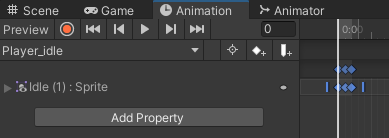 Scene Game Animation Animator
Preview 0 0:00
Player_idle
Idle (1) : Sprite
Add Property